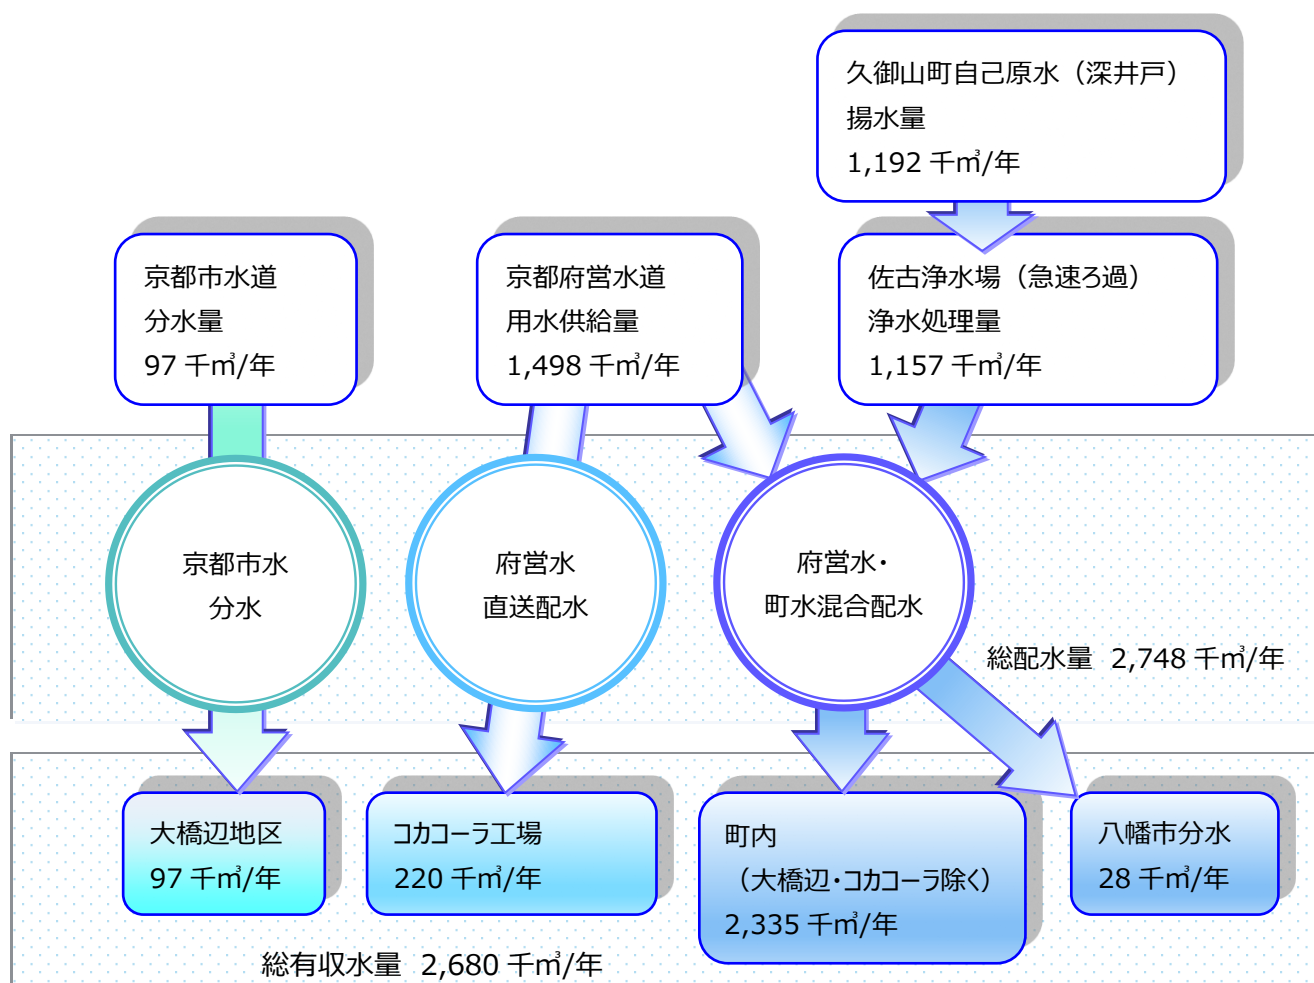 久御山町自己原水（深井戸）
揚水量
1,192 千㎥/年
京都市水道
分水量
97 千㎥/年
京都府営水道
用水供給量
1,498 千㎥/年
佐古浄水場（急速ろ過）
浄水処理量
1,157 千㎥/年
京都市水
分水
府営水
直送配水
府営水・
町水混合配水
総配水量 2,748 千㎥/年
大橋辺地区
97 千㎥/年
コカコーラ工場
220 千㎥/年
町内
（大橋辺・コカコーラ除く）
2,335 千㎥/年
八幡市分水
28 千㎥/年
総有収水量 2,680 千㎥/年